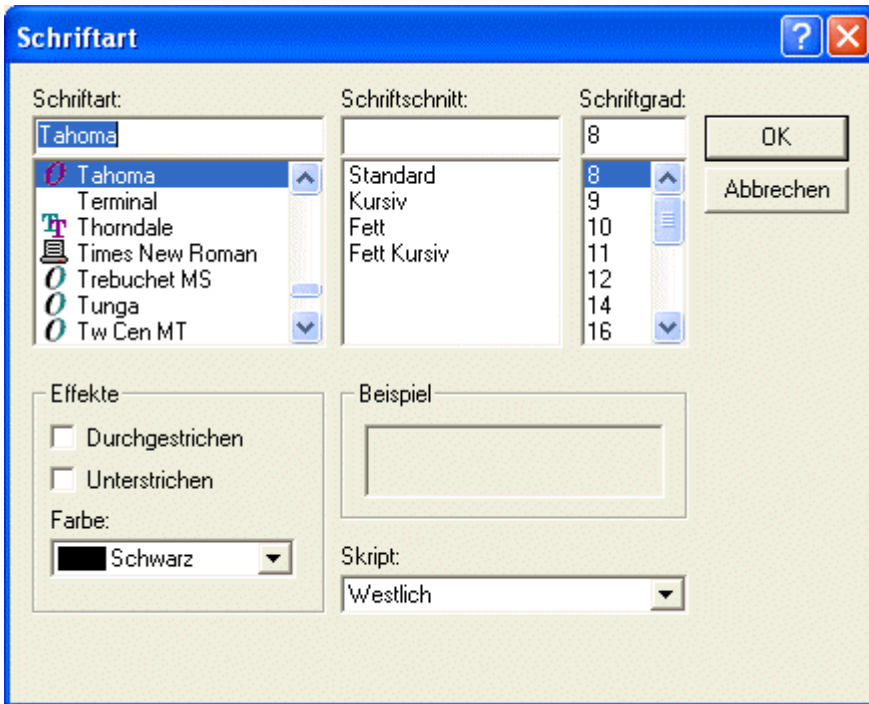 Schriftart
Schriftart:
Tahoma
Tahoma
Terminal
Thorndale
Times New Roman
Trebuchet MS
Tunga
Tw Cen MT
Schriftschnitt:
Standard
Kursiv
Fett
Fett Kursiv
Schriftgrad:
8
8
9
10
11
12
14
16
OK
Abbrechen
Effekte
Durchgestrichen
Unterstrichen
Farbe:
Schwarz
Beispiel
Skript:
Westlich